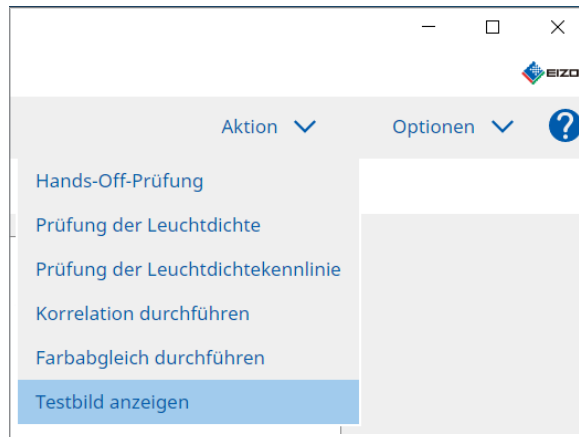 EIZO
Aktion Optionen ?
Hands-Off-Prüfung
Prüfung der Leuchtdichte
Prüfung der Leuchtdichtekennlinie
Korrelation durchführen
Farbabgleich durchführen
Testbild anzeigen